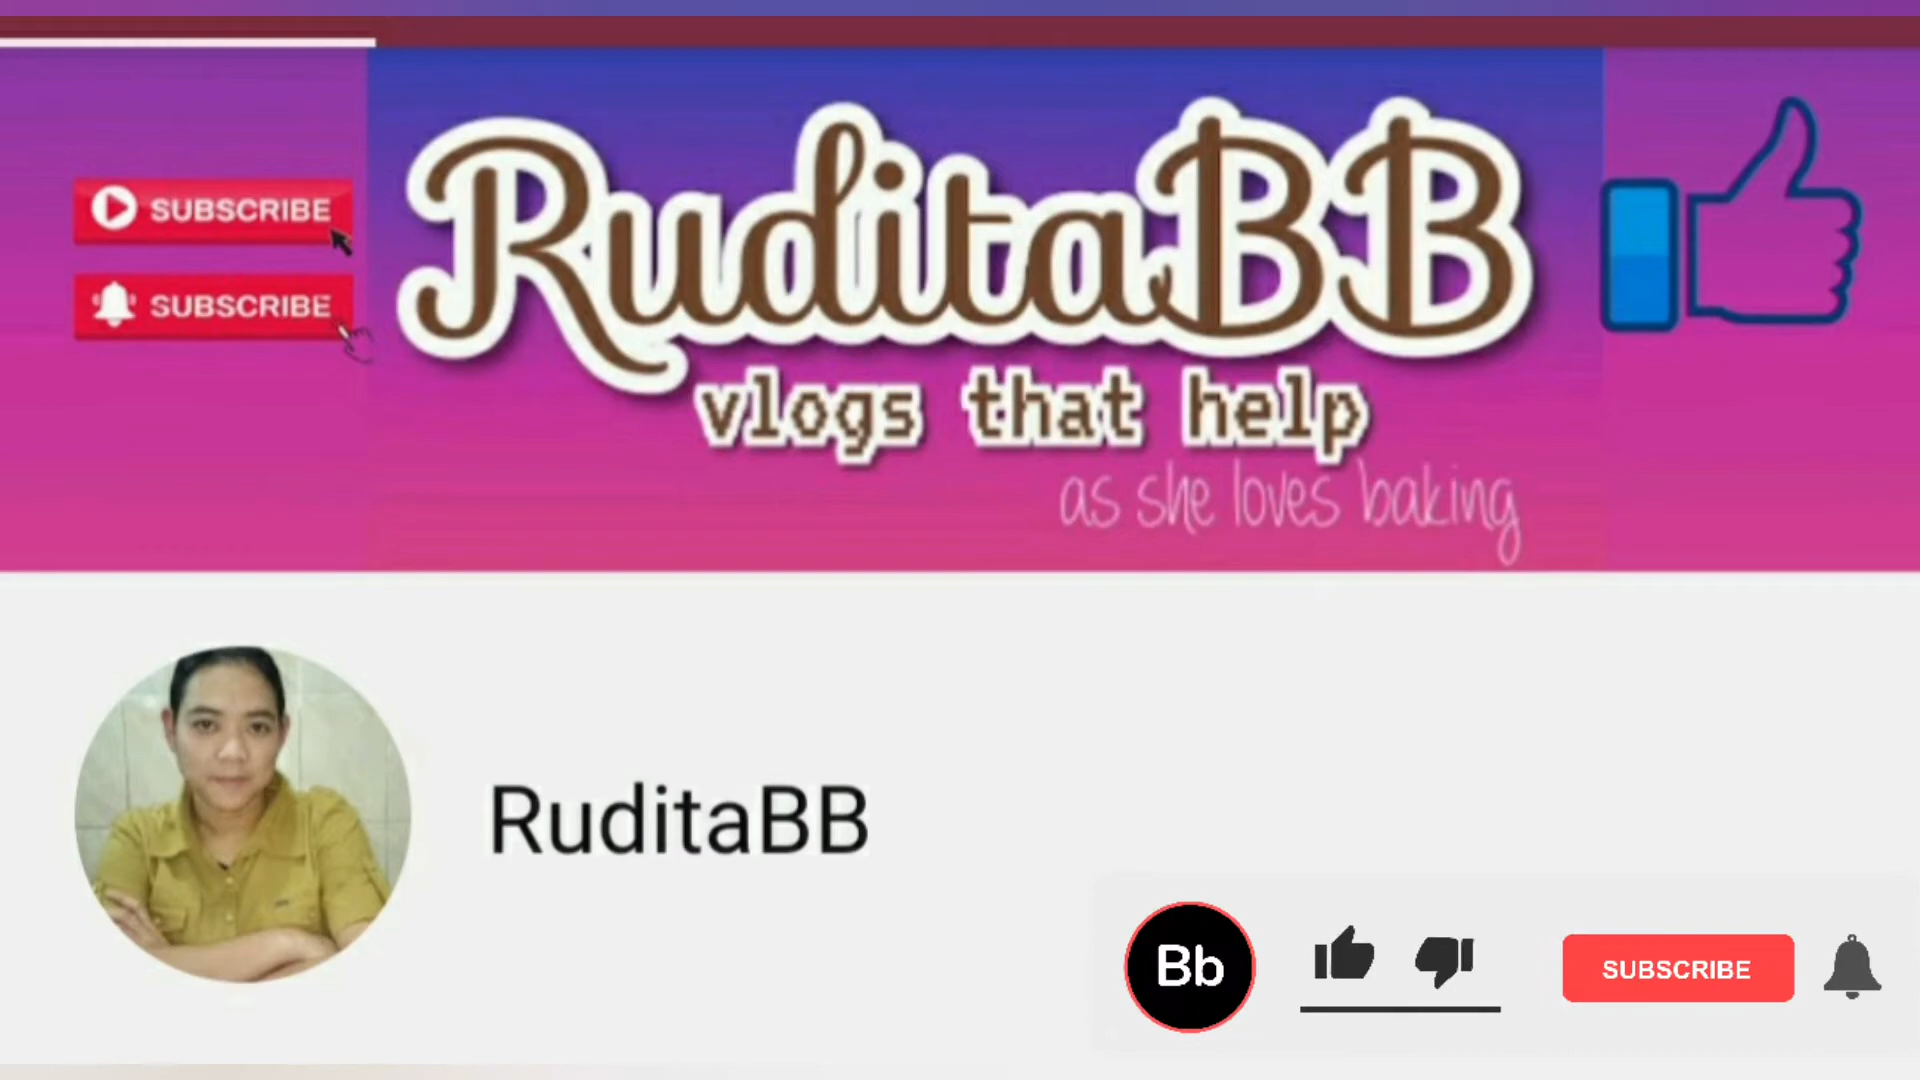 SUBSCRIBE
SUBSCRIBE
RuditaBB
vlogs that help
as she loves baking
RuditaBB
Bb
SUBSCRIBE